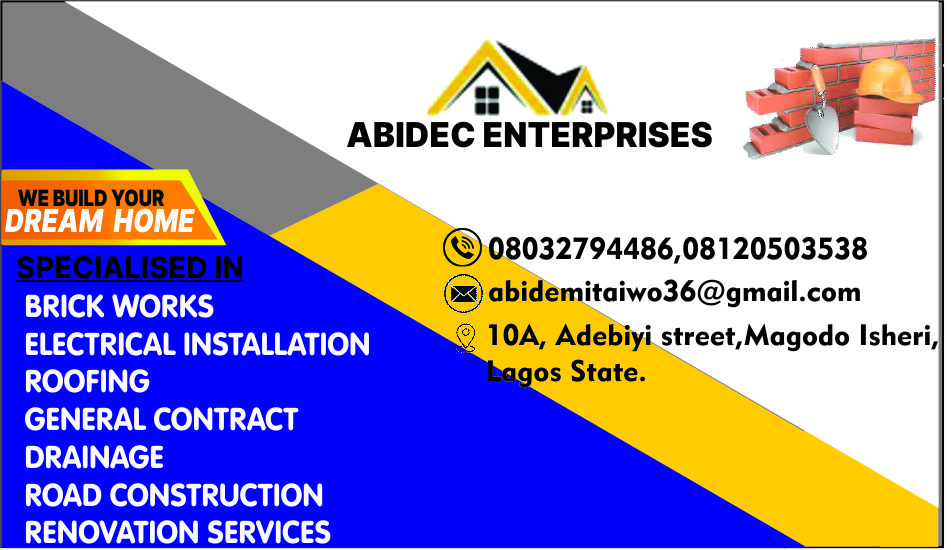 ABIDEC ENTERPRISES
WE BUILD YOUR
DREAM HOME
SPECIALISED IN
BRICK WORKS
ELECTRICAL INSTALLATION
ROOFING
GENERAL CONTRACT
DRAINAGE
ROAD CONSTRUCTION
RENOVATION SERVICES
08032794486,08120503538
abidemitaiwo36@gmail.com
10A, Adebiyi street,Magodo Isheri,
Lagos State.